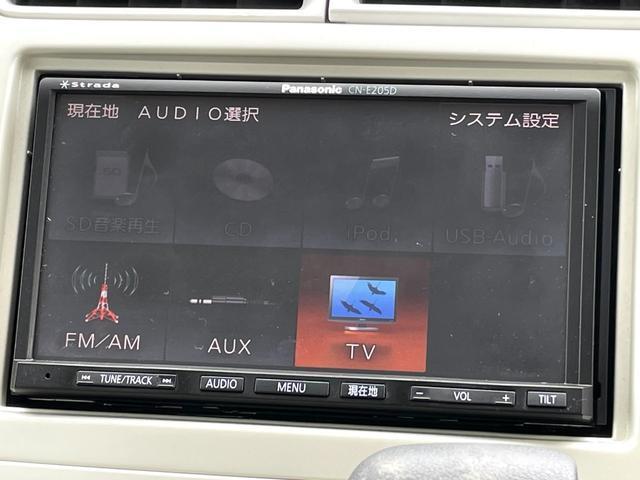 Strada
Panasonic CN-E205D
現在地 AUDIO選択 システム設定
SD音楽再生 CD iPod USB-Audio
FM/AM AUX TV
TUNE/TRACK AUDIO MENU 現在地 － VOL ＋ TILT